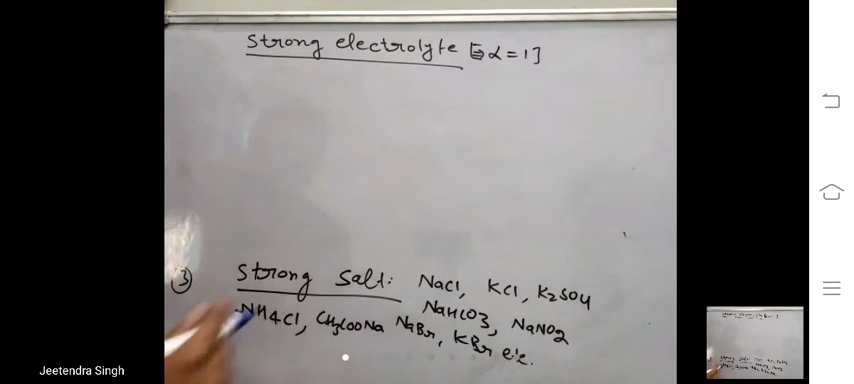 Strong electrolyte [⇒ α = 1]
③ Strong Salt: NaCl, KCl, K2SO4
NaHCO3, NaNO2
NH4Cl, CH3COONa NaBr, KBr etc.
Jeetendra Singh